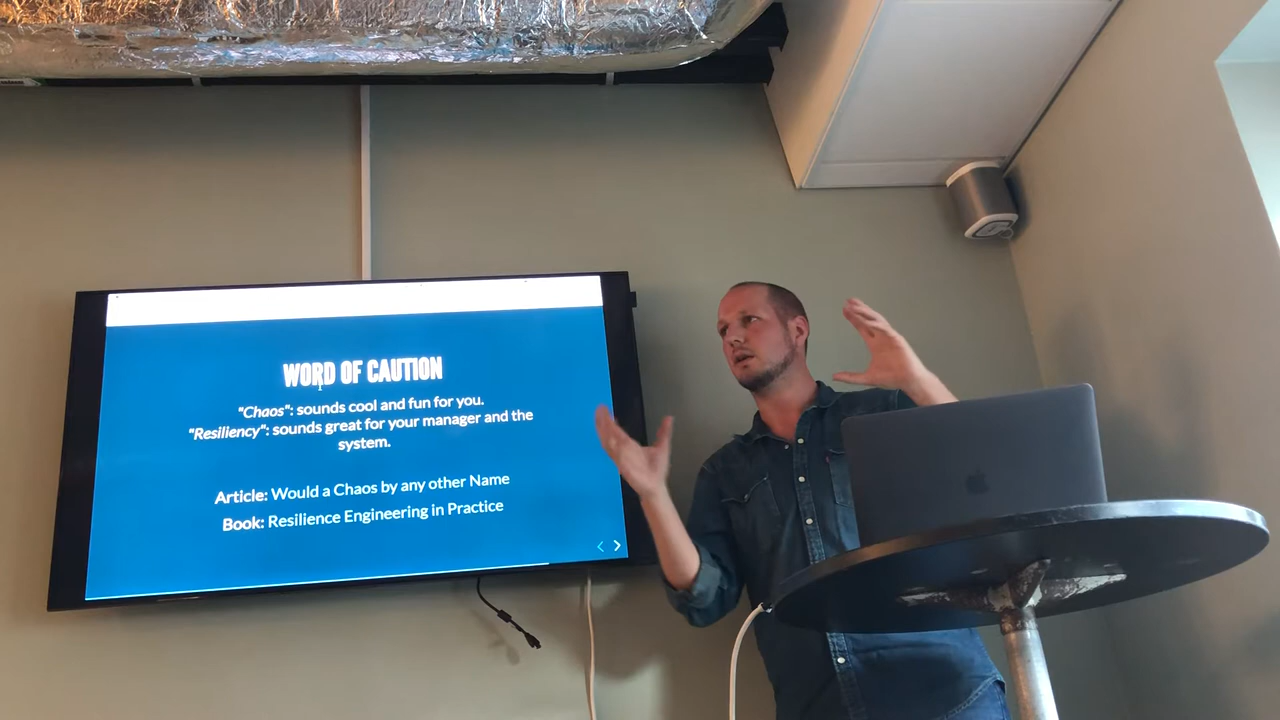 WORD OF CAUTION
"Chaos": sounds cool and fun for you.
"Resiliency": sounds great for your manager and the
system.
Article: Would a Chaos by any other Name
Book: Resilience Engineering in Practice